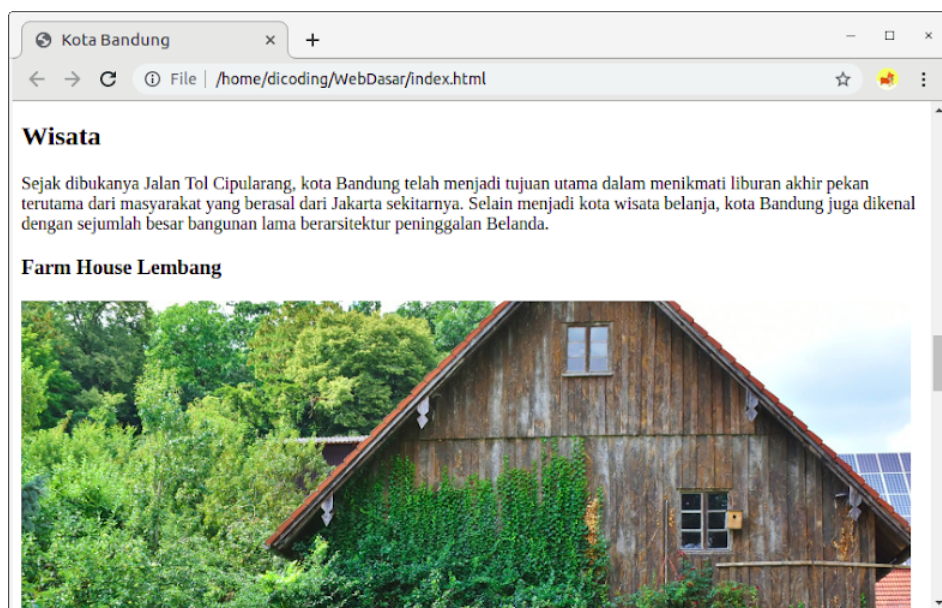 Kota Bandung
File | /home/dicoding/WebDasar/index.html
Wisata
Sejak dibukanya Jalan Tol Cipularang, kota Bandung telah menjadi tujuan utama dalam menikmati liburan akhir pekan
terutama dari masyarakat yang berasal dari Jakarta sekitarnya. Selain menjadi kota wisata belanja, kota Bandung juga dikenal
dengan sejumlah besar bangunan lama berarsitektur peninggalan Belanda.
Farm House Lembang